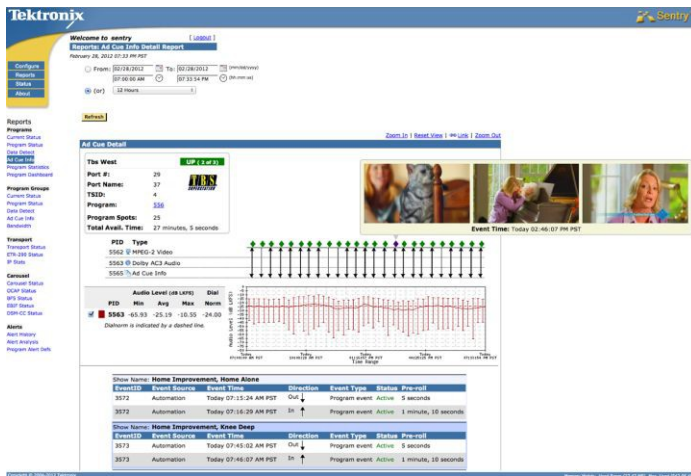 Tektronix
Sentry
Welcome to sentry [ Logout ]
Reports: Ad Cue Info Detail Report
February 28, 2012 07:33 PM PST
From: 02/28/2012 To: 02/28/2012 (mm/dd/yyyy)
07:00:00 AM 07:33:54 PM (hh:mm:ss)
(or) 12 Hours
Refresh
Configure
Reports
Status
About
Reports
Programs
Current Status
Program Status
Data Detect
Ad Cue Info
Program Statistics
Program Dashboard
Program Groups
Current Status
Program Status
Data Detect
Ad Cue Info
Bandwidth
Transport
Transport Status
ETR-290 Status
IP Stats
Carousel
Carousel Status
OCAP Status
BFS Status
EBIF Status
DSM-CC Status
Alerts
Alert History
Alert Analysis
Program Alert Defs
Zoom In | Reset View | Link | Zoom Out
Ad Cue Detail
Tbs West UP ( 2 of 3)
Port #: 29
Port Name: 37
TSID: 4
Program: 556
Program Spots: 25
Total Avail. Time: 27 minutes, 5 seconds
TBS
SUPERSTATION
Event Time: Today 02:46:07 PM PST
PID Type
5562 MPEG-2 Video
5563 Dolby AC3 Audio
5565 Ad Cue Info
Audio Level (dB LKFS) Dial
PID Min Avg Max Norm
5563 -65.93 -25.19 -10.55 -24.00
Dialnorm is indicated by a dashed line.
Audio Level (dB LKFS)
Time Range
Show Name: Home Improvement, Home Alone
EventID Event Source Event Time Direction Event Type Status Pre-roll
3572 Automation Today 07:15:24 AM PST Out Program event Active 5 seconds
3572 Automation Today 07:16:29 AM PST In Program event Active 1 minute, 10 seconds
Show Name: Home Improvement, Knee Deep
EventID Event Source Event Time Direction Event Type Status Pre-roll
3573 Automation Today 07:45:02 AM PST Out Program event Active 5 seconds
3573 Automation Today 07:46:07 AM PST In Program event Active 1 minute, 10 seconds